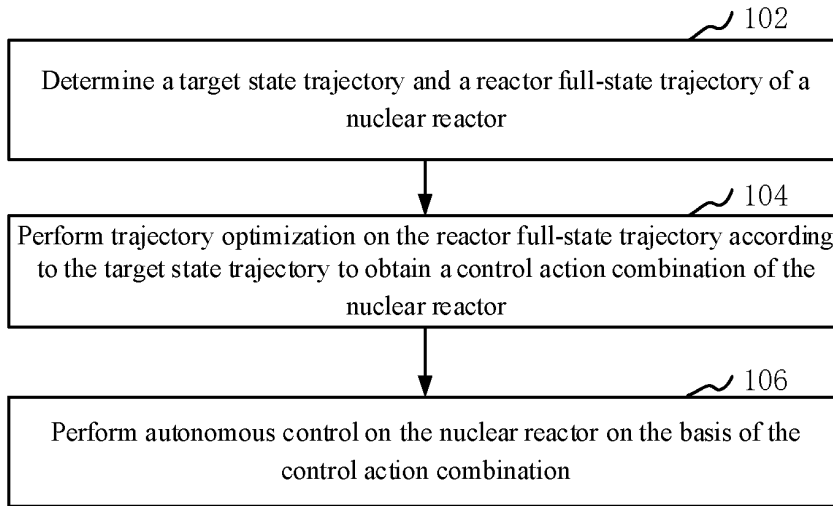 102
Determine a target state trajectory and a reactor full-state trajectory of a
nuclear reactor
104
Perform trajectory optimization on the reactor full-state trajectory according
to the target state trajectory to obtain a control action combination of the
nuclear reactor
106
Perform autonomous control on the nuclear reactor on the basis of the
control action combination